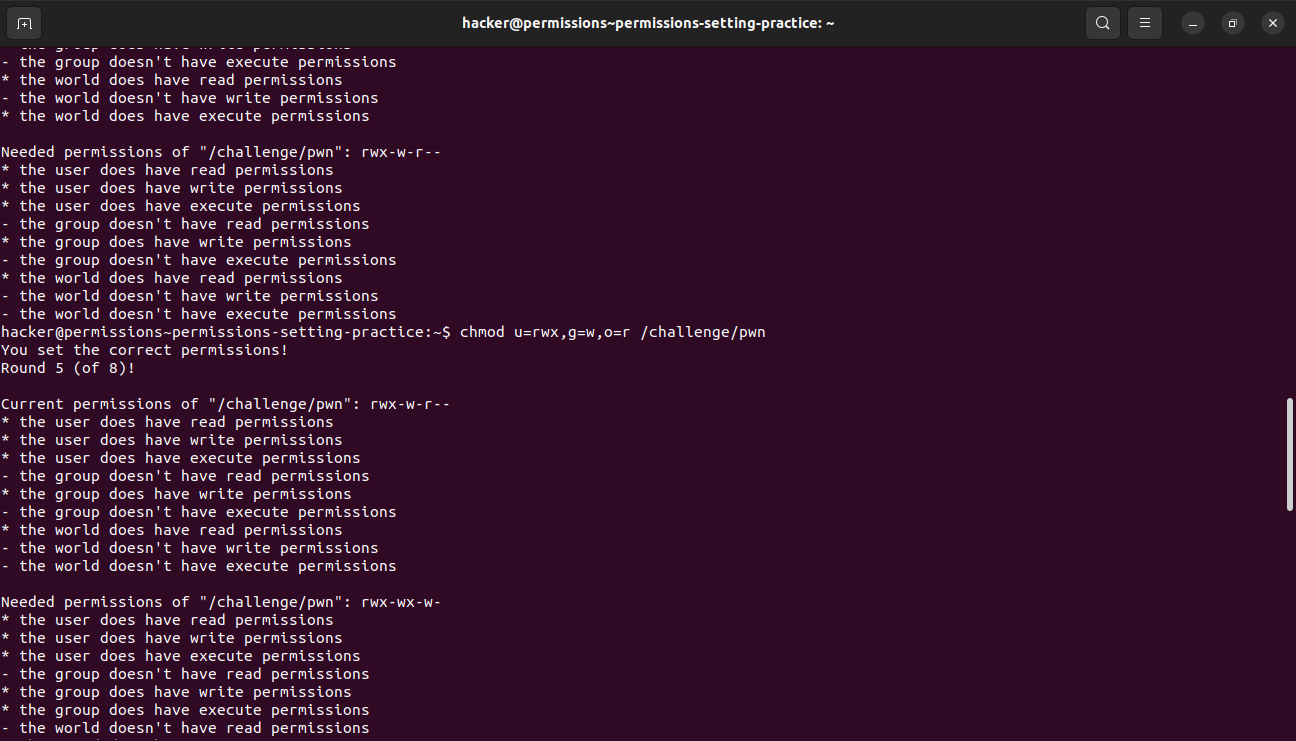 hacker@permissions~permissions-setting-practice: ~
- the group doesn't have execute permissions
* the world does have read permissions
- the world doesn't have write permissions
* the world does have execute permissions
Needed permissions of "/challenge/pwn": rwx-w-r--
* the user does have read permissions
* the user does have write permissions
* the user does have execute permissions
- the group doesn't have read permissions
* the group does have write permissions
- the group doesn't have execute permissions
* the world does have read permissions
- the world doesn't have write permissions
- the world doesn't have execute permissions
hacker@permissions~permissions-setting-practice:~$ chmod u=rwx,g=w,o=r /challenge/pwn
You set the correct permissions!
Round 5 (of 8)!
Current permissions of "/challenge/pwn": rwx-w-r--
* the user does have read permissions
* the user does have write permissions
* the user does have execute permissions
- the group doesn't have read permissions
* the group does have write permissions
- the group doesn't have execute permissions
* the world does have read permissions
- the world doesn't have write permissions
- the world doesn't have execute permissions
Needed permissions of "/challenge/pwn": rwx-wx-w-
* the user does have read permissions
* the user does have write permissions
* the user does have execute permissions
- the group doesn't have read permissions
* the group does have write permissions
* the group does have execute permissions
- the world doesn't have read permissions